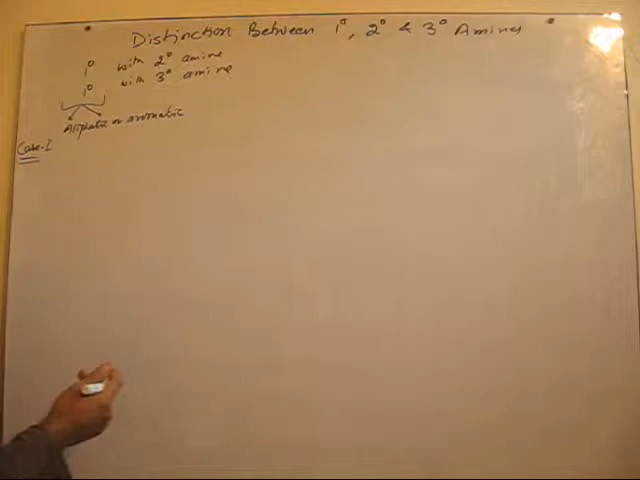 Distinction Between 1°, 2° & 3° Amines
1° with 2° amine
1° with 3° amine
Aliphatic or aromatic
Case-I